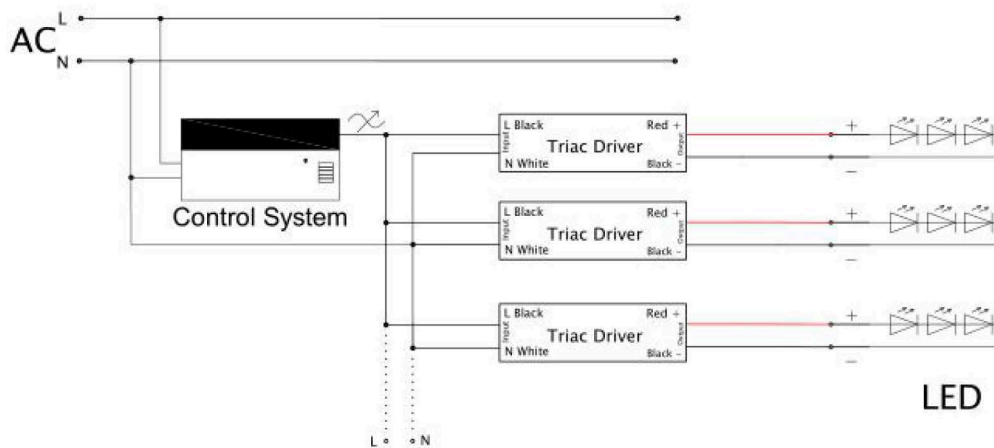 AC
L
N
Control System
L Black
Red +
Input
Triac Driver
Output
N White
Black -
+
−
L Black
Red +
Input
Triac Driver
Output
N White
Black -
+
−
L Black
Red +
Input
Triac Driver
Output
N White
Black -
+
−
LED
L
N